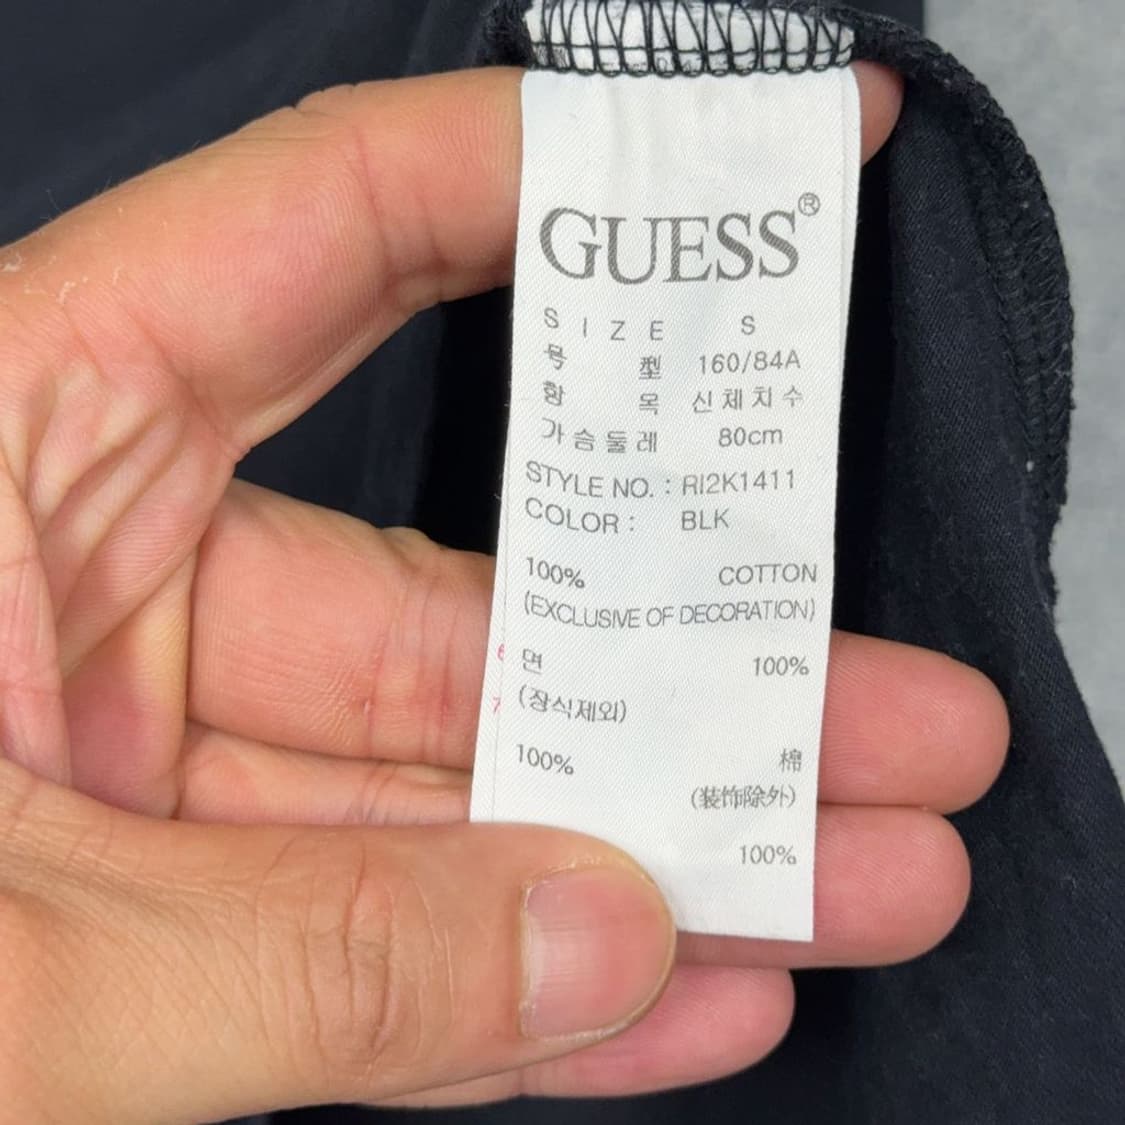 GUESS®
SIZE S
号型 160/84A
항목 신체치수
가슴둘레 80cm
STYLE NO. : RI2K1411
COLOR : BLK
100% COTTON
(EXCLUSIVE OF DECORATION)
면 100%
(장식제외)
100% 棉
(装饰除外)
100%